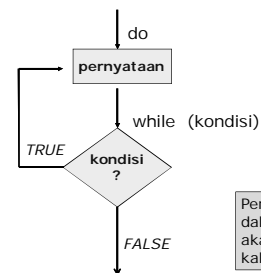 do
pernyataan
while (kondisi)
TRUE
kondisi
?
FALSE